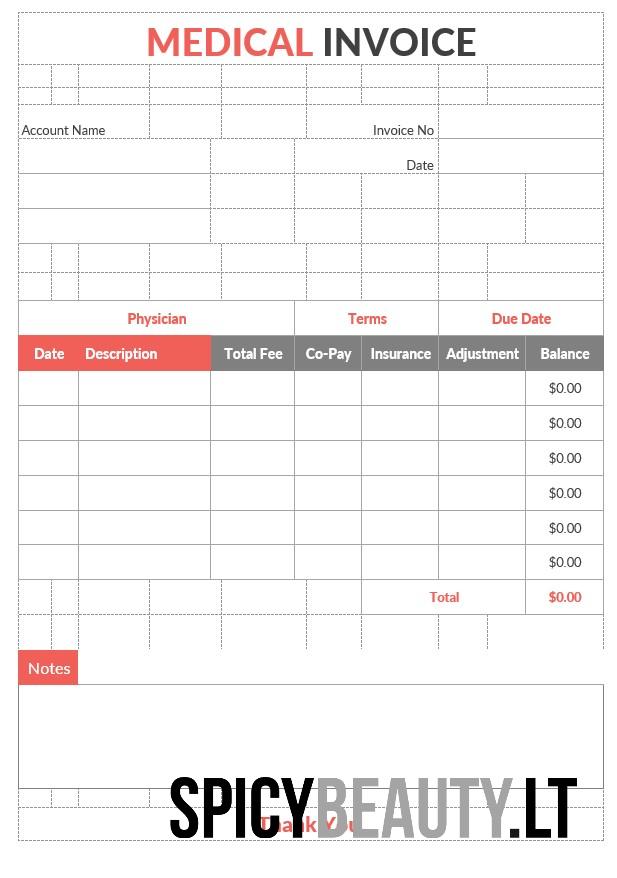 MEDICAL INVOICE
Account Name Invoice No
Date
Physician Terms Due Date
Date Description Total Fee Co-Pay Insurance Adjustment Balance
$0.00
$0.00
$0.00
$0.00
$0.00
$0.00
Total $0.00
Notes
SPICYBEAUTY.LT
Thank You